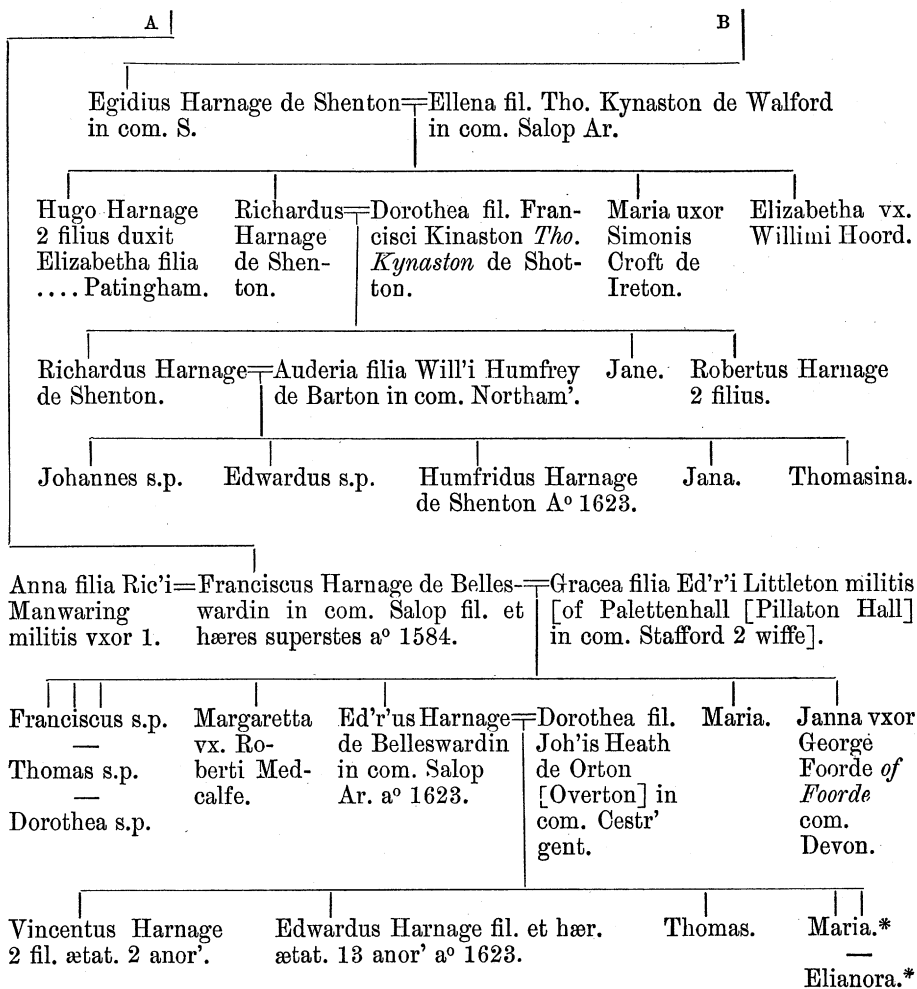 A B
Egidius Harnage de Shenton=Ellena fil. Tho. Kynaston de Walford
in com. S. in com. Salop Ar.
Hugo Harnage
2 filius duxit
Elizabetha filia
.... Patingham.
Richardus=Dorothea fil. Fran-
Harnage cisci Kinaston Tho.
de Shen- Kynaston de Shot-
ton. ton.
Maria uxor
Simonis
Croft de
Ireton.
Elizabetha vx.
Willimi Hoord.
Richardus Harnage=Auderia filia Will'i Humfrey
de Shenton. de Barton in com. Northam'.
Jane.
Robertus Harnage
2 filius.
Johannes s.p.
Edwardus s.p.
Humfridus Harnage
de Shenton Aº 1623.
Jana.
Thomasina.
Anna filia Ric'i=Franciscus Harnage de Belles-=Gracea filia Ed'r'i Littleton militis
Manwaring wardin in com. Salop fil. et [of Palettenhall [Pillaton Hall]
militis vxor 1. hæres superstes aº 1584. in com. Stafford 2 wiffe].
Franciscus s.p.
—
Thomas s.p.
—
Dorothea s.p.
Margaretta
vx. Ro-
berti Med-
calfe.
Ed'r'us Harnage=Dorothea fil.
de Belleswardin Joh'is Heath
in com. Salop de Orton
Ar. aº 1623. [Overton] in
com. Cestr'
gent.
Maria.
Janna vxor
George
Foorde of
Foorde
com.
Devon.
Vincentus Harnage
2 fil. ætat. 2 anor'.
Edwardus Harnage fil. et hær.
ætat. 13 anor' aº 1623.
Thomas.
Maria.*
—
Elianora.*